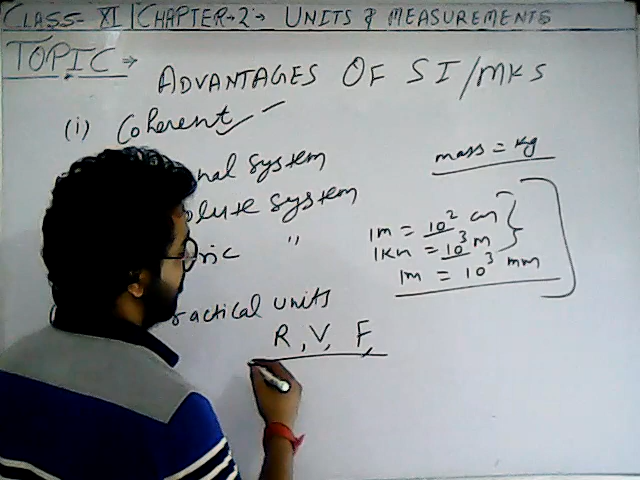 CLASS- XI | CHAPTER-2:- UNITS & MEASUREMENTS
TOPIC →
ADVANTAGES OF SI/MKS
(i) Coherent
nal system
mass = kg
lute system
1m = 10² cm
ric "
1km = 10³ m
1m = 10³ mm
ractical units
R, V, F,